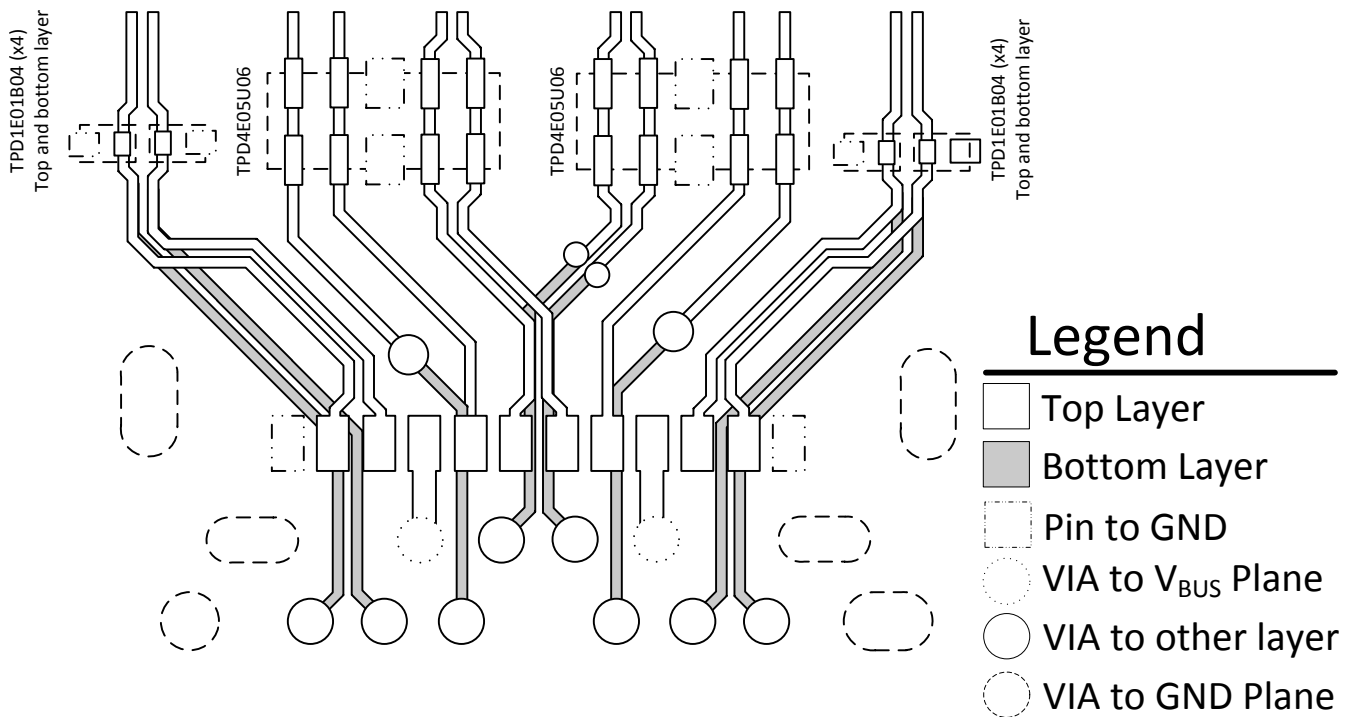 TPD1E01B04 (x4)
Top and bottom layer
TPD4E05U06
TPD4E05U06
TPD1E01B04 (x4)
Top and bottom layer
Legend
Top Layer
Bottom Layer
Pin to GND
VIA to VBUS Plane
VIA to other layer
VIA to GND Plane